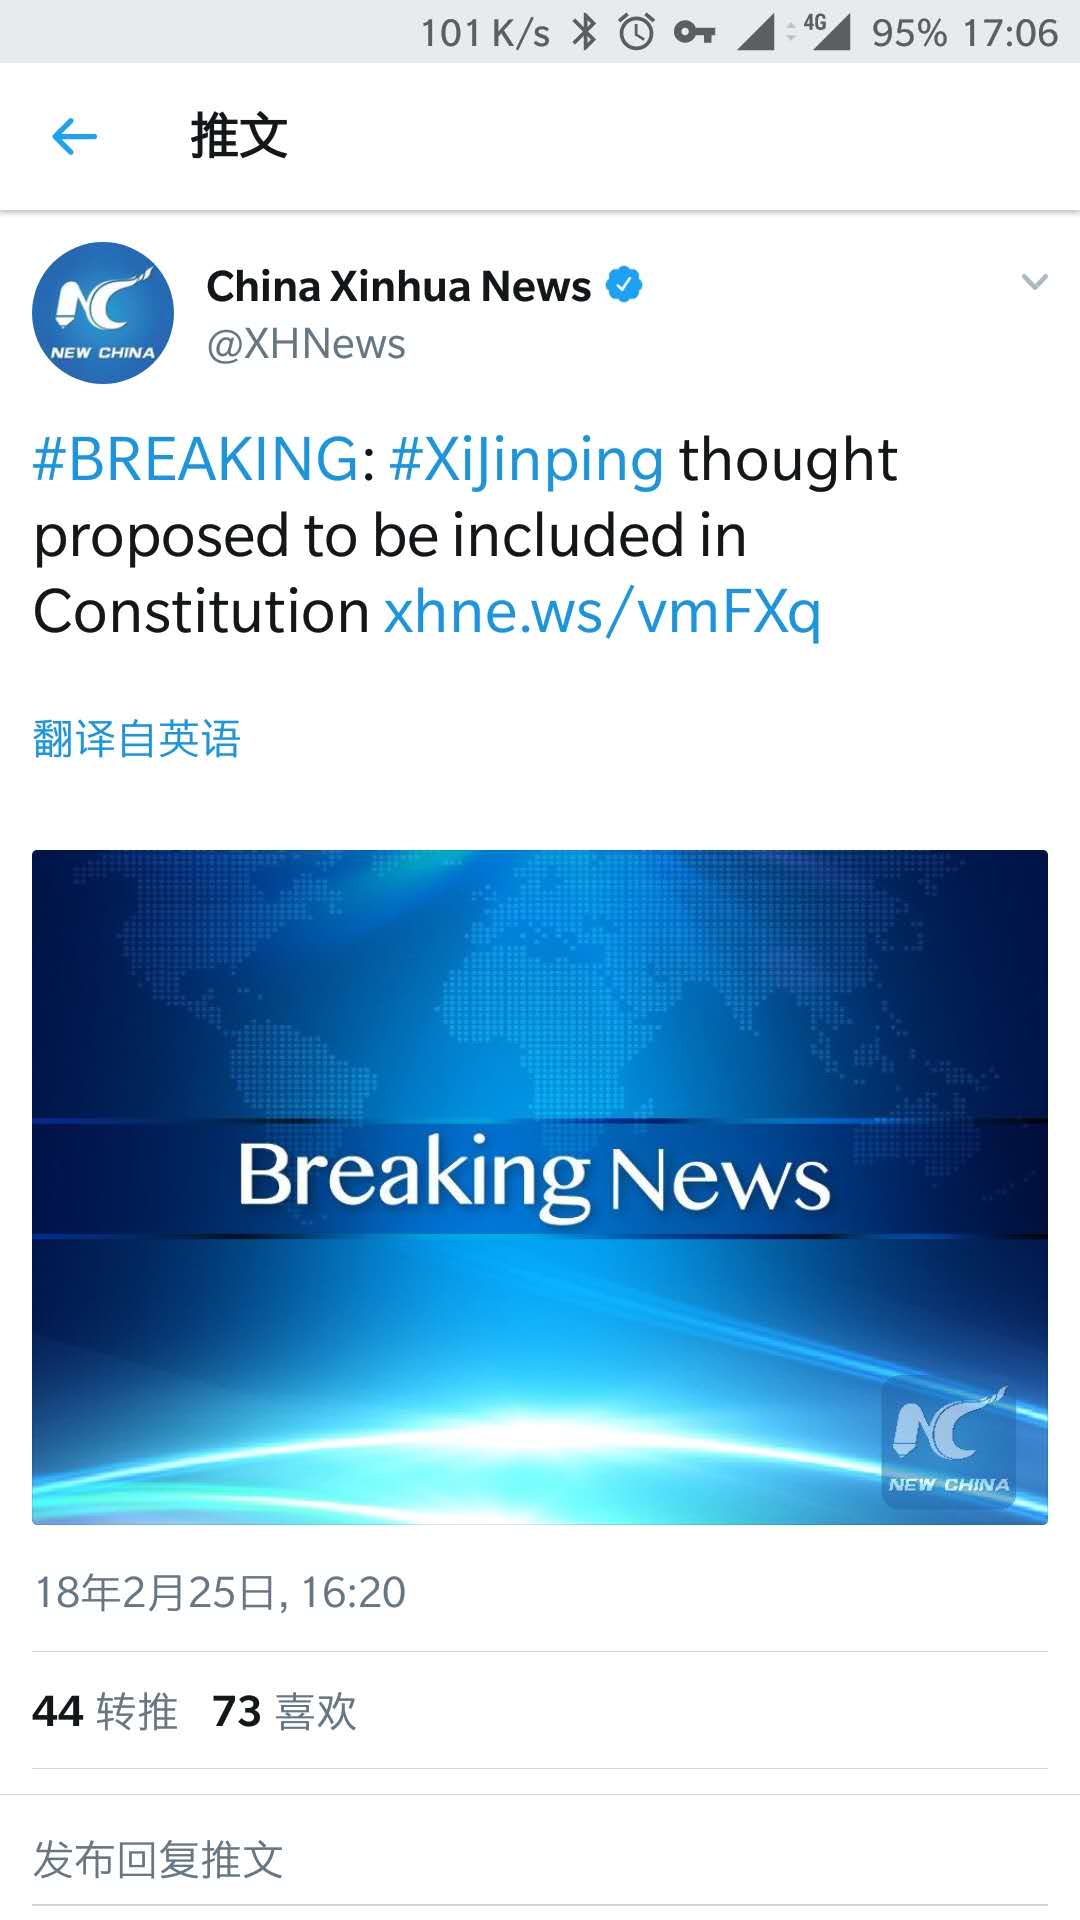 101 K/s 4G 95% 17:06
推文
China Xinhua News
@XHNews
NEW CHINA
#BREAKING: #XiJinping thought
proposed to be included in
Constitution xhne.ws/vmFXq
翻译自英语
Breaking News
NEW CHINA
18年2月25日, 16:20
44 转推 73 喜欢
发布回复推文